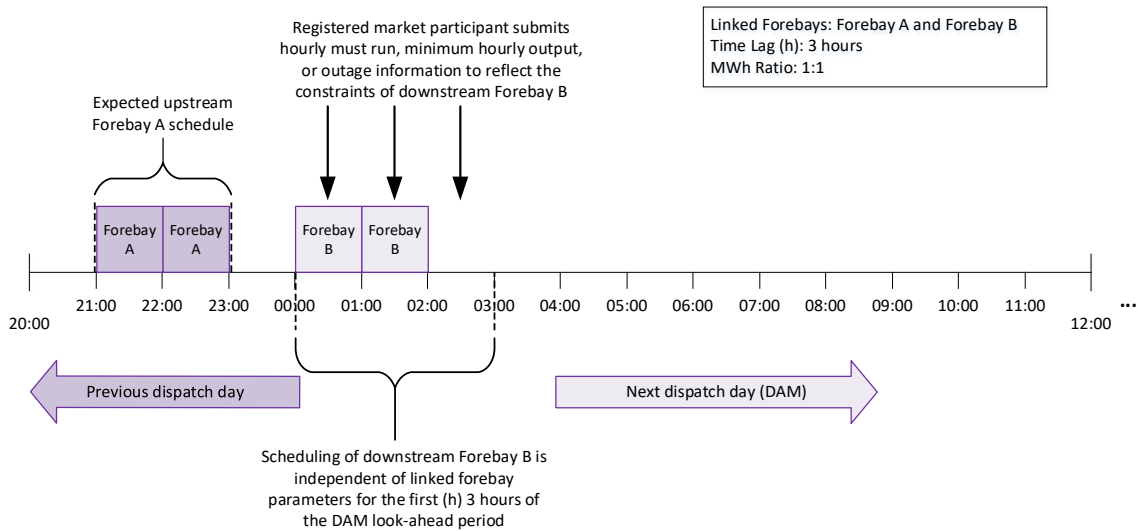 Registered market participant submits
hourly must run, minimum hourly output,
or outage information to reflect the
constraints of downstream Forebay B
Linked Forebays: Forebay A and Forebay B
Time Lag (h): 3 hours
MWh Ratio: 1:1
Expected upstream
Forebay A schedule
Forebay
A
Forebay
A
Forebay
B
Forebay
B
20:00
21:00
22:00
23:00
00:00
01:00
02:00
03:00
04:00
05:00
06:00
07:00
08:00
09:00
10:00
11:00
12:00
...
Previous dispatch day
Next dispatch day (DAM)
Scheduling of downstream Forebay B is
independent of linked forebay
parameters for the first (h) 3 hours of
the DAM look-ahead period